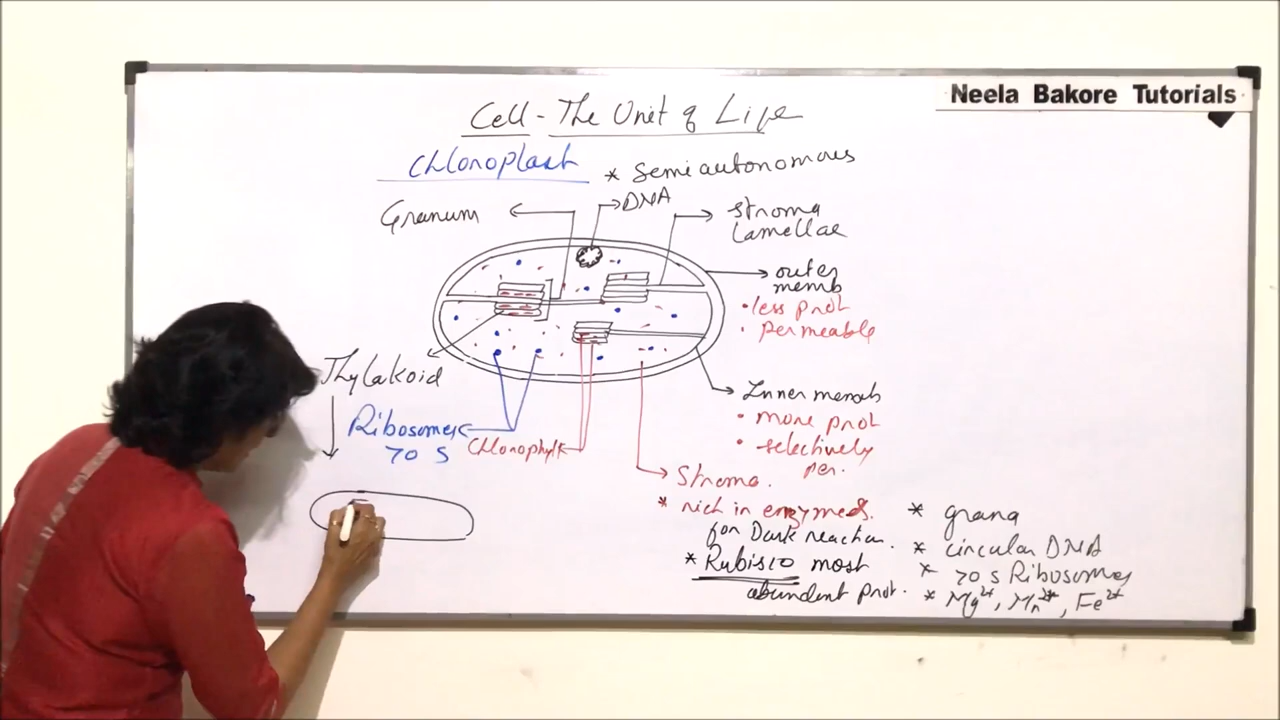 Neela Bakore Tutorials
Cell - The Unit of Life
Chloroplast
* Semiautonomous
DNA
Granum
Stroma
Lamellae
outer
memb
• less prot
• permeable
Thylakoid
Ribosomes
70 S
Chlorophyll
Inner memb
• more prot
• selectively
per.
Stroma.
* rich in enzymes.
for Dark reaction.
* Rubisco most
abundent prot.
* grana
* circular DNA
* 70 s Ribosomes
* Mg2+, Mn2+, Fe2+